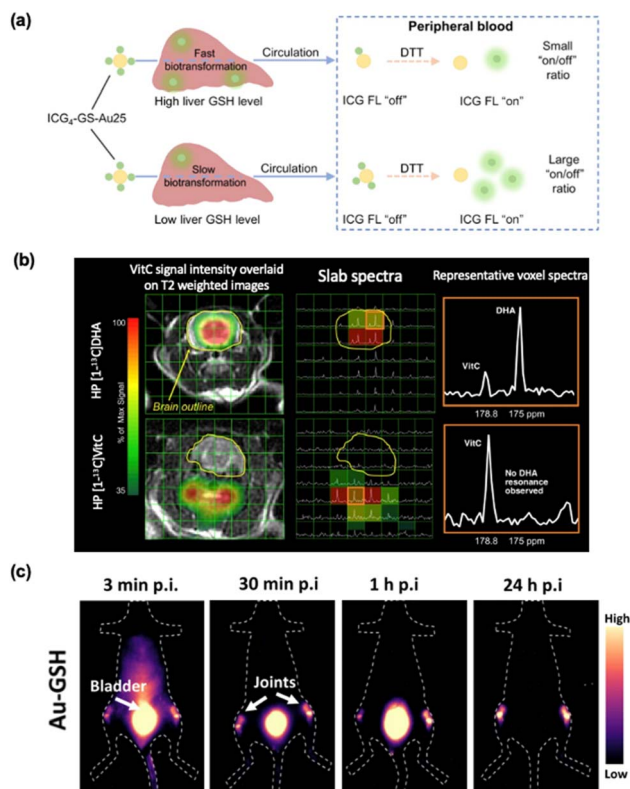 (a)
Peripheral blood
Fast
biotransformation
Circulation
DTT
Small
"on/off"
ratio
High liver GSH level
ICG FL "off"
ICG FL "on"
ICG₄-GS-Au25
Slow
biotransformation
Circulation
DTT
Large
"on/off"
ratio
Low liver GSH level
ICG FL "off"
ICG FL "on"
(b)
VitC signal intensity overlaid
on T2 weighted images
Slab spectra
Representative voxel spectra
HP [1-¹³C]DHA
100
% of Max Signal
35
Brain outline
DHA
VitC
178.8 175 ppm
HP [1-¹³C]VitC
VitC
No DHA
resonance
observed
178.8 175 ppm
(c)
3 min p.i.
30 min p.i
1 h p.i
24 h p.i
Au-GSH
Bladder
Joints
High
Low